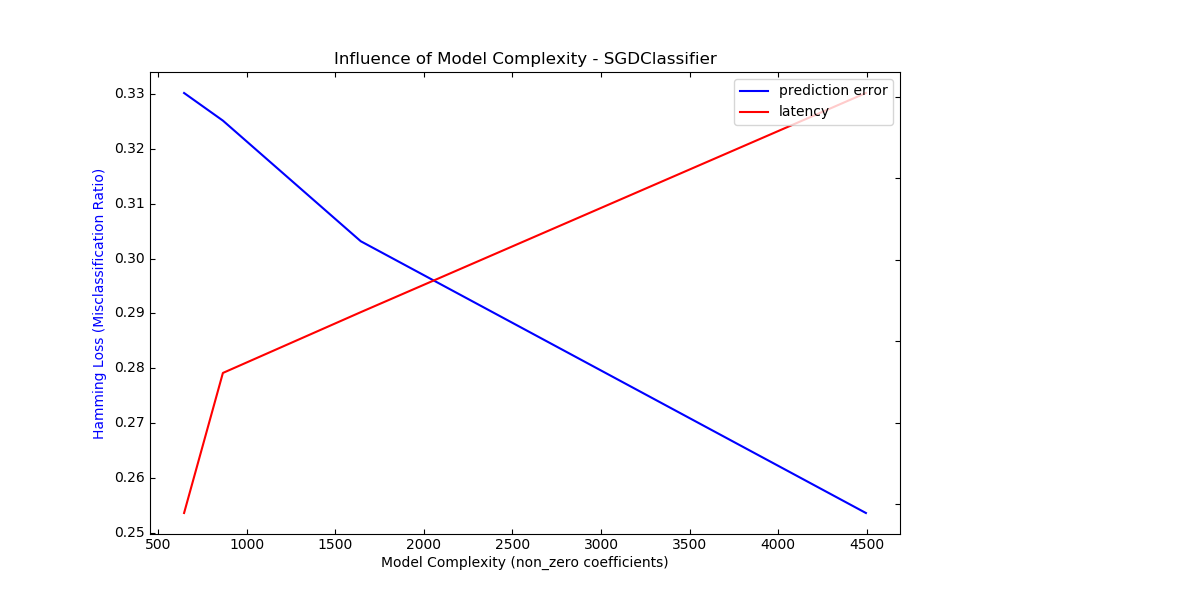 Influence of Model Complexity - SGDClassifier
prediction error
latency
0.33
0.32
0.31
0.30
0.29
0.28
0.27
0.26
0.25
Hamming Loss (Misclassification Ratio)
500 1000 1500 2000 2500 3000 3500 4000 4500
Model Complexity (non_zero coefficients)